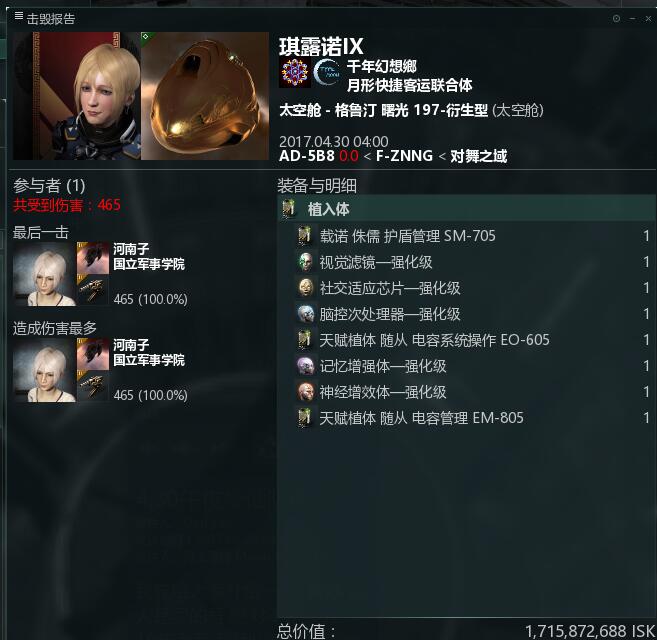 击毁报告
琪露诺IX
千年幻想鄉
月形快捷客运联合体
太空舱 - 格鲁汀 曙光 197-衍生型 (太空舱)
2017.04.30 04:00
AD-5B8 0.0 < F-ZNNG < 对舞之域
参与者 (1)
共受到伤害：465
最后一击
河南子
国立军事学院
465 (100.0%)
造成伤害最多
河南子
国立军事学院
465 (100.0%)
装备与明细
植入体
载诺 侏儒 护盾管理 SM-705 1
视觉滤镜—强化级 1
社交适应芯片—强化级 1
脑控次处理器—强化级 1
天赋植体 随从 电容系统操作 EO-605 1
记忆增强体—强化级 1
神经增效体—强化级 1
天赋植体 随从 电容管理 EM-805 1
总价值： 1,715,872,688 ISK